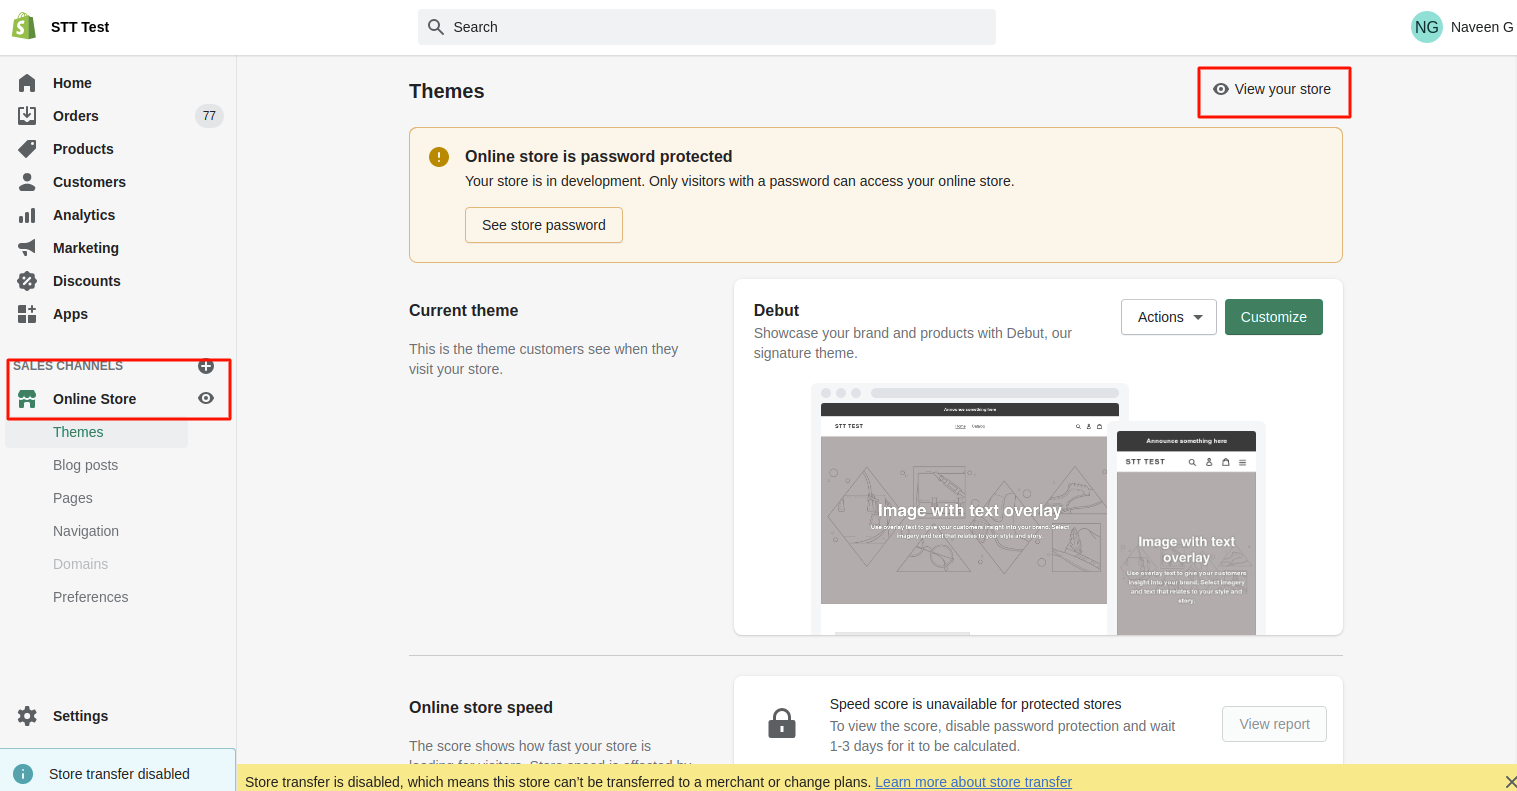 STT Test
Search
NG Naveen G
Home
Orders 77
Products
Customers
Analytics
Marketing
Discounts
Apps
SALES CHANNELS
Online Store
Themes
Blog posts
Pages
Navigation
Domains
Preferences
Settings
Store transfer disabled
Themes
View your store
Online store is password protected
Your store is in development. Only visitors with a password can access your online store.
See store password
Current theme
This is the theme customers see when they
visit your store.
Debut
Showcase your brand and products with Debut, our
signature theme.
Actions
Customize
Announce something here
STT TEST
Home Catalog
Image with text overlay
Use overlay text to give your customers insight into your brand. Select
imagery and text that relates to your style and story.
Announce something here
STT TEST
Image with text
overlay
Use overlay text to give your customers
insight into your brand. Select imagery
and text that relates to your style and
story.
Online store speed
The score shows how fast your store is
loading for visitors. Store speed is affected by
Speed score is unavailable for protected stores
To view the score, disable password protection and wait
1-3 days for it to be calculated.
View report
Store transfer is disabled, which means this store can't be transferred to a merchant or change plans. Learn more about store transfer